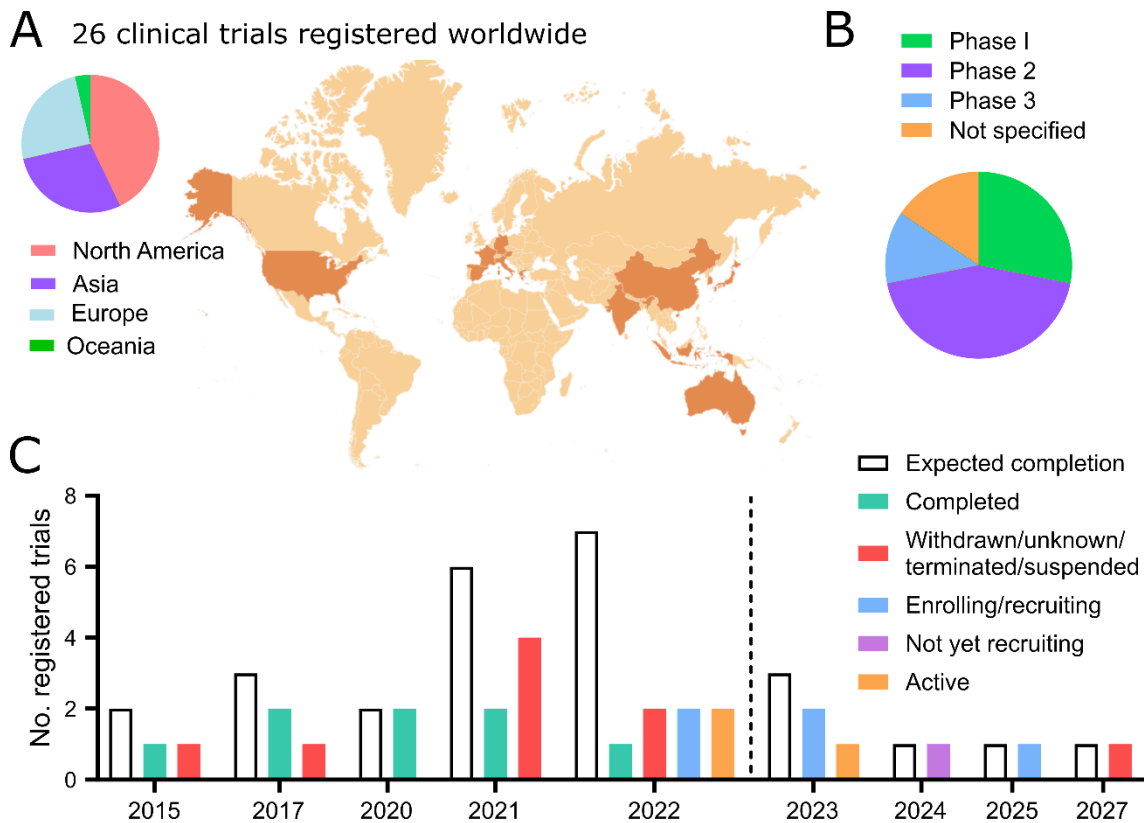 A
26 clinical trials registered worldwide
North America
Asia
Europe
Oceania
B
Phase I
Phase 2
Phase 3
Not specified
C
Expected completion
Completed
Withdrawn/unknown/
terminated/suspended
Enrolling/recruiting
Not yet recruiting
Active
No. registered trials
8
6
4
2
0
2015
2017
2020
2021
2022
2023
2024
2025
2027